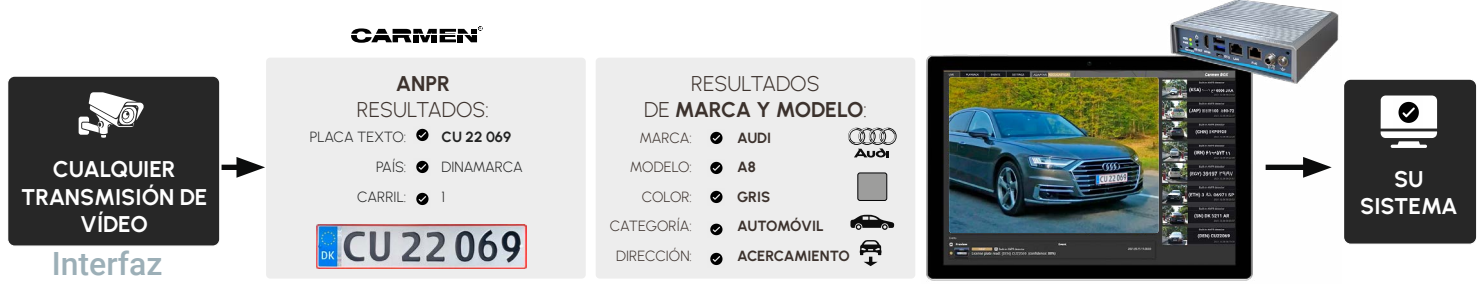 CARMEN®
CUALQUIER
TRANSMISIÓN DE
VÍDEO
Interfaz
ANPR
RESULTADOS:
PLACA TEXTO: CU 22 069
PAÍS: DINAMARCA
CARRIL: 1
DK CU 22 069
RESULTADOS
DE MARCA Y MODELO:
MARCA: AUDI
Audi
MODELO: A8
COLOR: GRIS
CATEGORÍA: AUTOMÓVIL
DIRECCIÓN: ACERCAMIENTO
CU 22 069
(DEN) CU22069
SU
SISTEMA